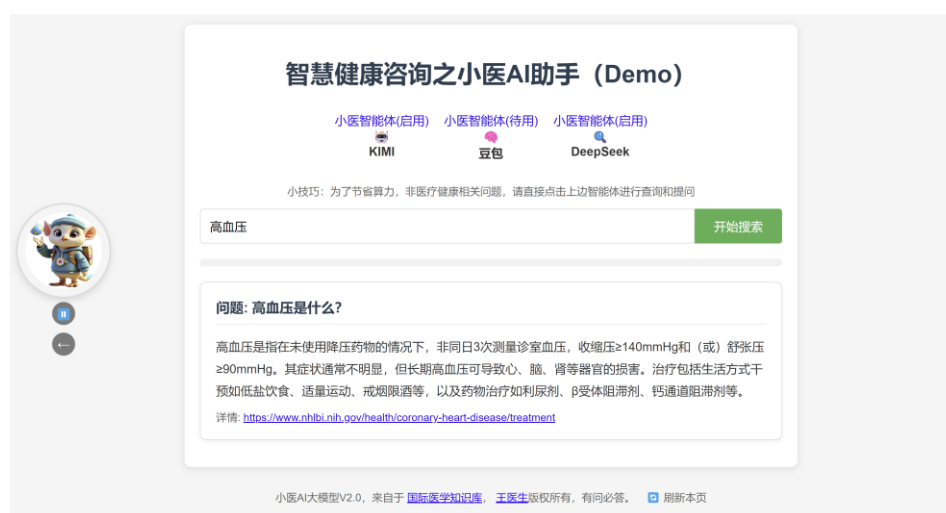 智慧健康咨询之小医AI助手（Demo）
小医智能体(启用) 小医智能体(待用) 小医智能体(启用)
KIMI 豆包 DeepSeek
小技巧：为了节省算力，非医疗健康相关问题，请直接点击上边智能体进行查询和提问
高血压 开始搜索
问题: 高血压是什么？
高血压是指在未使用降压药物的情况下，非同日3次测量诊室血压，收缩压≥140mmHg和（或）舒张压
≥90mmHg。其症状通常不明显，但长期高血压可导致心、脑、肾等器官的损害。治疗包括生活方式干
预如低盐饮食、适量运动、戒烟限酒等，以及药物治疗如利尿剂、β受体阻滞剂、钙通道阻滞剂等。
详情: https://www.nhlbi.nih.gov/health/coronary-heart-disease/treatment
小医AI大模型V2.0，来自于 国际医学知识库， 王医生版权所有，有问必答。 刷新本页